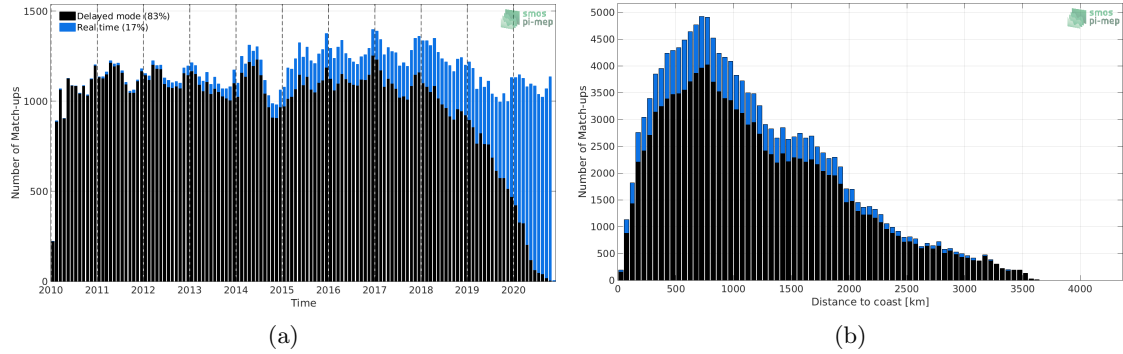 1500
1000
500
0
Number of Match-ups
Delayed mode (83%)
Real time (17%)
smos
pi-mep
2010 2011 2012 2013 2014 2015 2016 2017 2018 2019 2020
Time
(a)
5000
4500
4000
3500
3000
2500
2000
1500
1000
500
0
Number of Match-ups
smos
pi-mep
0 500 1000 1500 2000 2500 3000 3500 4000
Distance to coast [km]
(b)